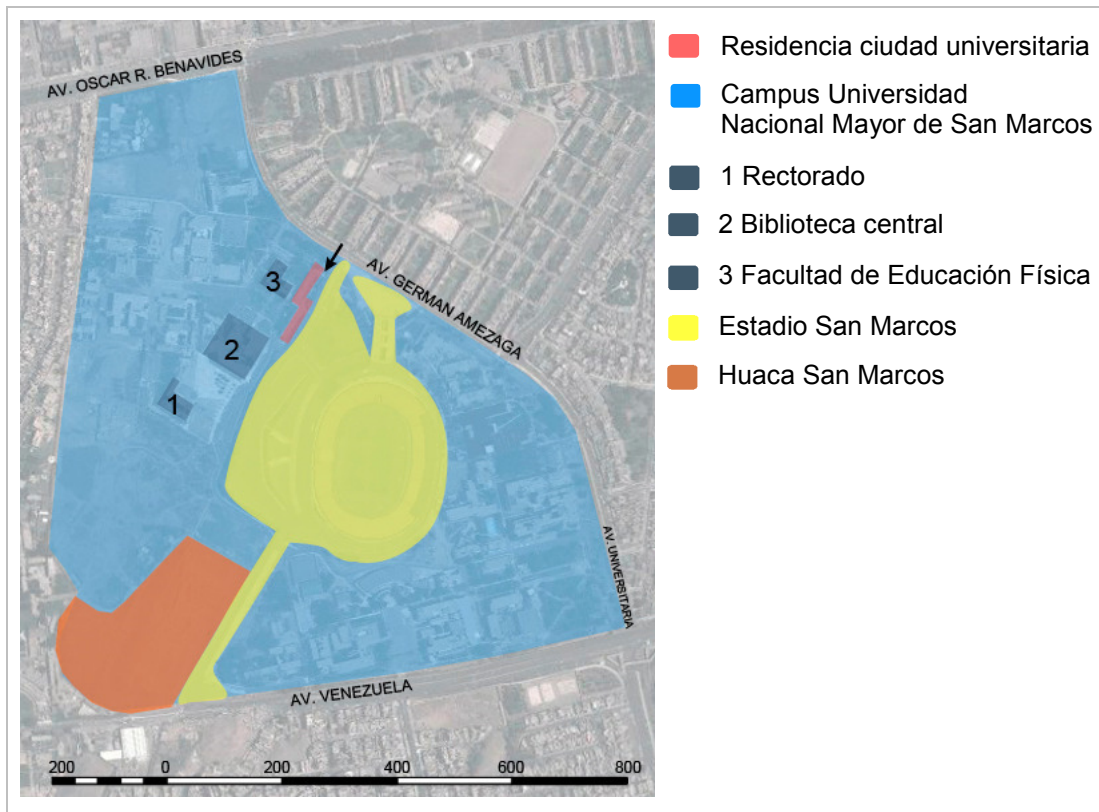 AV. OSCAR R. BENAVIDES
AV. GERMAN AMEZAGA
3
2
1
AV. UNIVERSITARIA
AV. VENEZUELA
200 0 200 400 600 800
Residencia ciudad universitaria
Campus Universidad
Nacional Mayor de San Marcos
1 Rectorado
2 Biblioteca central
3 Facultad de Educación Física
Estadio San Marcos
Huaca San Marcos